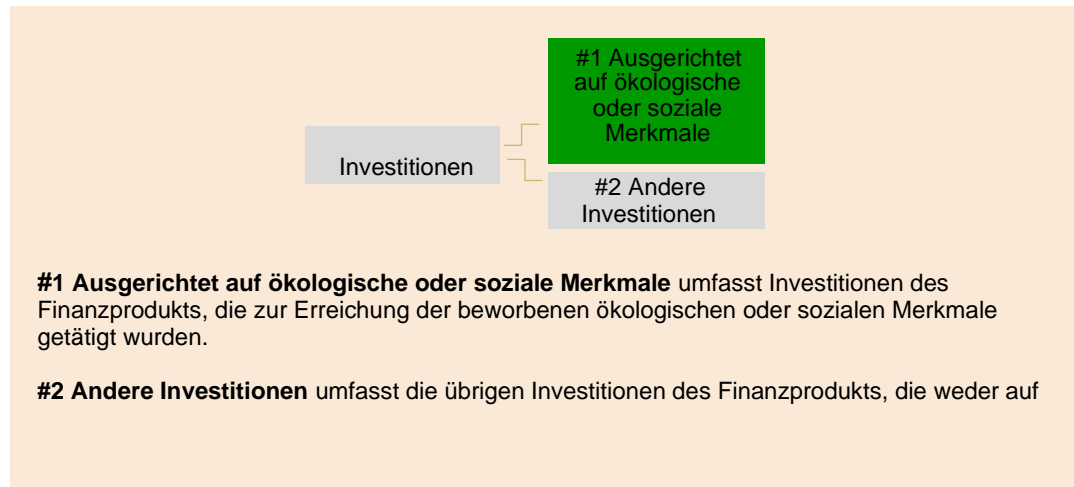 #1 Ausgerichtet
auf ökologische
oder soziale
Merkmale
Investitionen
#2 Andere
Investitionen
#1 Ausgerichtet auf ökologische oder soziale Merkmale umfasst Investitionen des
Finanzprodukts, die zur Erreichung der beworbenen ökologischen oder sozialen Merkmale
getätigt wurden.
#2 Andere Investitionen umfasst die übrigen Investitionen des Finanzprodukts, die weder auf